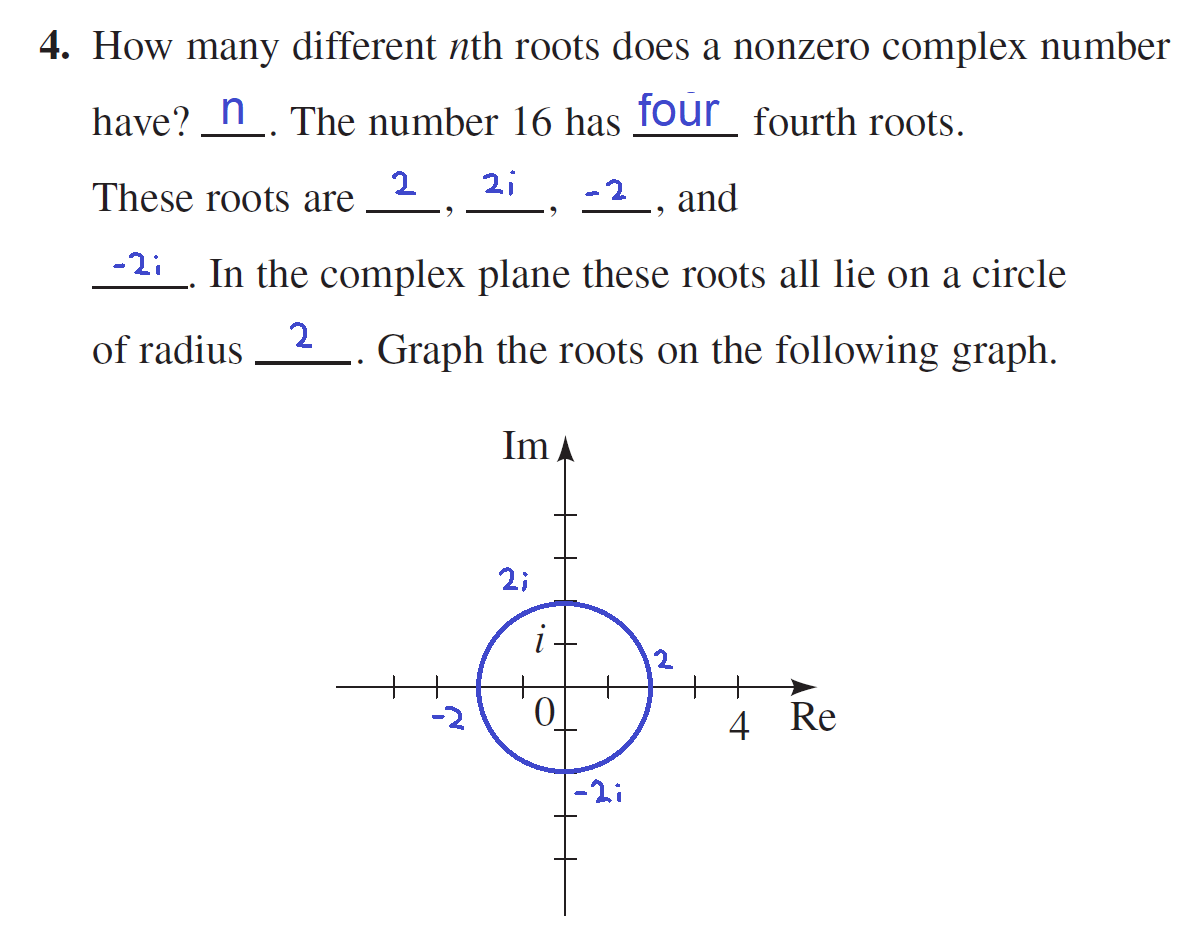 4. How many different nth roots does a nonzero complex number
have? n. The number 16 has four fourth roots.
These roots are 2, 2i, -2, and
-2i. In the complex plane these roots all lie on a circle
of radius 2. Graph the roots on the following graph.
Im
2i
i
2
-2
0
4
Re
-2i